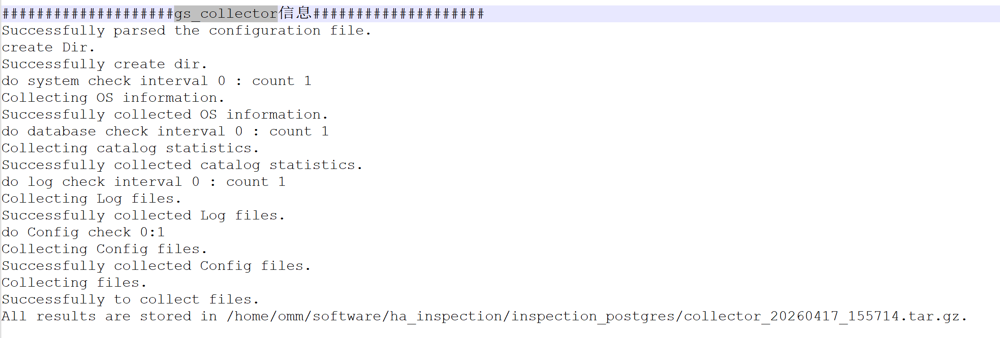 ####################gs_collector信息####################
Successfully parsed the configuration file.
create Dir.
Successfully create dir.
do system check interval 0 : count 1
Collecting OS information.
Successfully collected OS information.
do database check interval 0 : count 1
Collecting catalog statistics.
Successfully collected catalog statistics.
do log check interval 0 : count 1
Collecting Log files.
Successfully collected Log files.
do Config check 0:1
Collecting Config files.
Successfully collected Config files.
Collecting files.
Successfully to collect files.
All results are stored in /home/omm/software/ha_inspection/inspection_postgres/collector_20260417_155714.tar.gz.